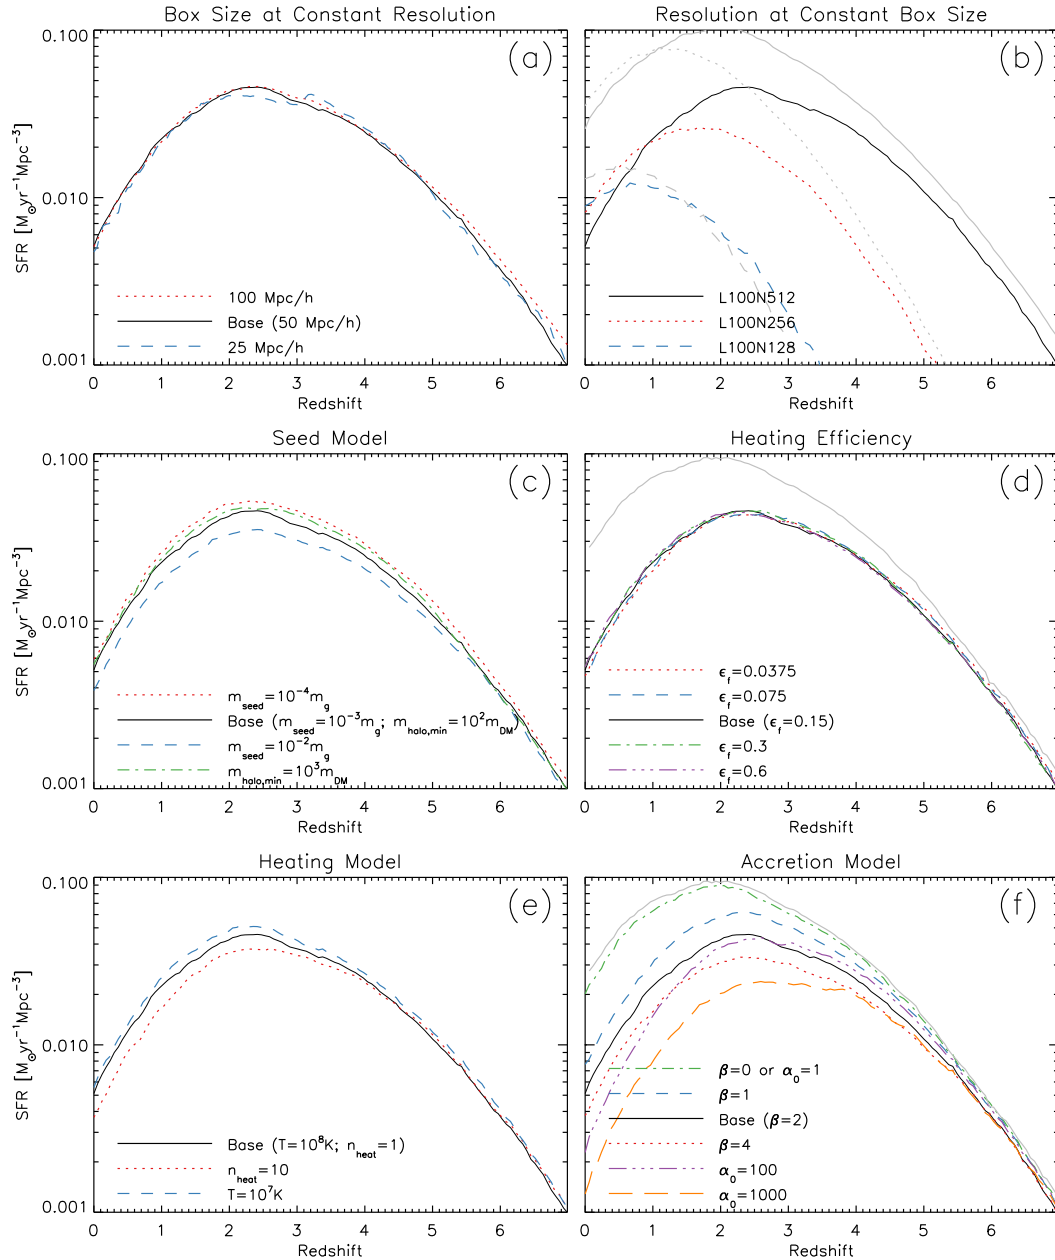 Box Size at Constant Resolution
Resolution at Constant Box Size
(a)
(b)
0.100
0.010
0.001
SFR [M⊙yr⁻¹Mpc⁻³]
100 Mpc/h
Base (50 Mpc/h)
25 Mpc/h
L100N512
L100N256
L100N128
0 1 2 3 4 5 6 7
0 1 2 3 4 5 6
Redshift
Redshift
Seed Model
Heating Efficiency
(c)
(d)
0.100
0.010
0.001
SFR [M⊙yr⁻¹Mpc⁻³]
m_seed=10⁻⁴m_g
Base (m_seed=10⁻³m_g; m_halo,min=10²m_DM)
m_seed=10⁻²m_g
m_halo,min=10³m_DM
ϵ_f=0.0375
ϵ_f=0.075
Base (ϵ_f=0.15)
ϵ_f=0.3
ϵ_f=0.6
0 1 2 3 4 5 6 7
0 1 2 3 4 5 6
Redshift
Redshift
Heating Model
Accretion Model
(e)
(f)
0.100
0.010
0.001
SFR [M⊙yr⁻¹Mpc⁻³]
Base (T=10⁸K; n_heat=1)
n_heat=10
T=10⁷K
β=0 or α₀=1
β=1
Base (β=2)
β=4
α₀=100
α₀=1000
0 1 2 3 4 5 6 7
0 1 2 3 4 5 6
Redshift
Redshift